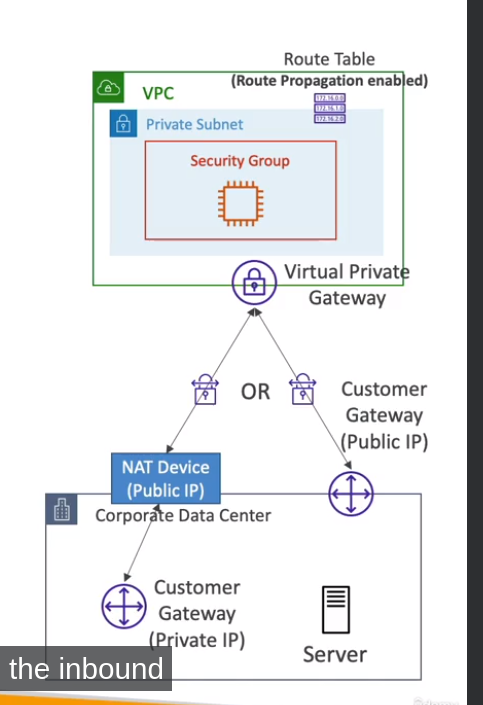 Route Table
(Route Propagation enabled)
VPC
172.16.0.0
172.16.1.0
172.16.2.0
Private Subnet
Security Group
Virtual Private
Gateway
OR
Customer
Gateway
(Public IP)
NAT Device
(Public IP)
Corporate Data Center
Customer
Gateway
(Private IP)
Server
the inbound